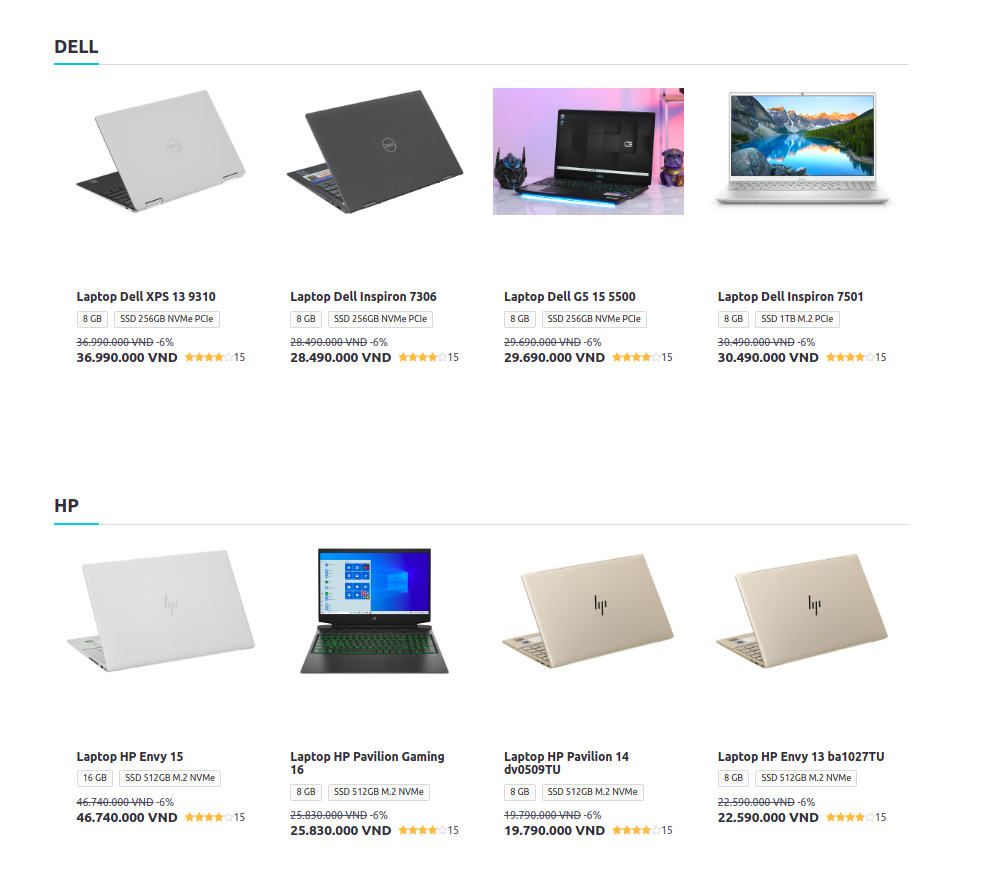 DELL
Laptop Dell XPS 13 9310
8 GB SSD 256GB NVMe PCIe
36.990.000 VND -6%
36.990.000 VND 15
Laptop Dell Inspiron 7306
8 GB SSD 256GB NVMe PCIe
28.490.000 VND -6%
28.490.000 VND 15
Laptop Dell G5 15 5500
8 GB SSD 256GB NVMe PCIe
29.690.000 VND -6%
29.690.000 VND 15
Laptop Dell Inspiron 7501
8 GB SSD 1TB M.2 PCIe
30.490.000 VND -6%
30.490.000 VND 15
HP
Laptop HP Envy 15
16 GB SSD 512GB M.2 NVMe
46.740.000 VND -6%
46.740.000 VND 15
Laptop HP Pavilion Gaming
16
8 GB SSD 512GB M.2 NVMe
25.830.000 VND -6%
25.830.000 VND 15
Laptop HP Pavilion 14
dv0509TU
8 GB SSD 512GB M.2 NVMe
19.790.000 VND -6%
19.790.000 VND 15
Laptop HP Envy 13 ba1027TU
8 GB SSD 512GB M.2 NVMe
22.590.000 VND -6%
22.590.000 VND 15